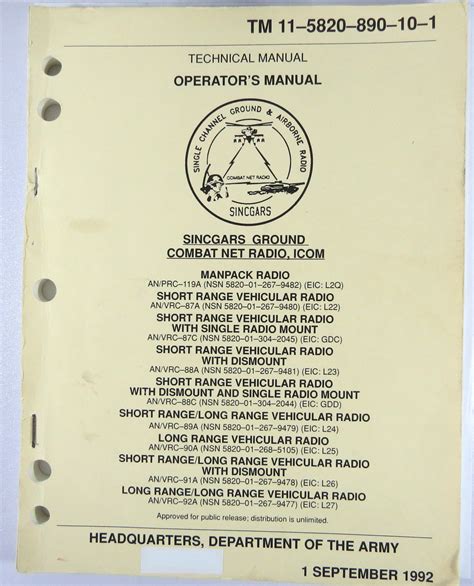 TM 11–5820–890–10–1
TECHNICAL MANUAL
OPERATOR'S MANUAL
SINGLE CHANNEL GROUND & AIRBORNE RADIO
COMBAT NET RADIO
SINCGARS
SINCGARS GROUND
COMBAT NET RADIO, ICOM
MANPACK RADIO
AN/PRC–119A (NSN 5820–01–267–9482) (EIC: L2Q)
SHORT RANGE VEHICULAR RADIO
AN/VRC–87A (NSN 5820–01–267–9480) (EIC: L22)
SHORT RANGE VEHICULAR RADIO
WITH SINGLE RADIO MOUNT
AN/VRC–87C (NSN 5820–01–304–2045) (EIC: GDC)
SHORT RANGE VEHICULAR RADIO
WITH DISMOUNT
AN/VRC–88A (NSN 5820–01–267–9481) (EIC: L23)
SHORT RANGE VEHICULAR RADIO
WITH DISMOUNT AND SINGLE RADIO MOUNT
AN/VRC–88C (NSN 5820–01–304–2044) (EIC: GDD)
SHORT RANGE/LONG RANGE VEHICULAR RADIO
AN/VRC–89A (NSN 5820–01–267–9479) (EIC: L24)
LONG RANGE VEHICULAR RADIO
AN/VRC–90A (NSN 5820–01–268–5105) (EIC: L25)
SHORT RANGE/LONG RANGE VEHICULAR RADIO
WITH DISMOUNT
AN/VRC–91A (NSN 5820–01–267–9478) (EIC: L26)
LONG RANGE/LONG RANGE VEHICULAR RADIO
AN/VRC–92A (NSN 5820–01–267–9477) (EIC: L27)
Approved for public release; distribution is unlimited.
HEADQUARTERS, DEPARTMENT OF THE ARMY
1 SEPTEMBER 1992